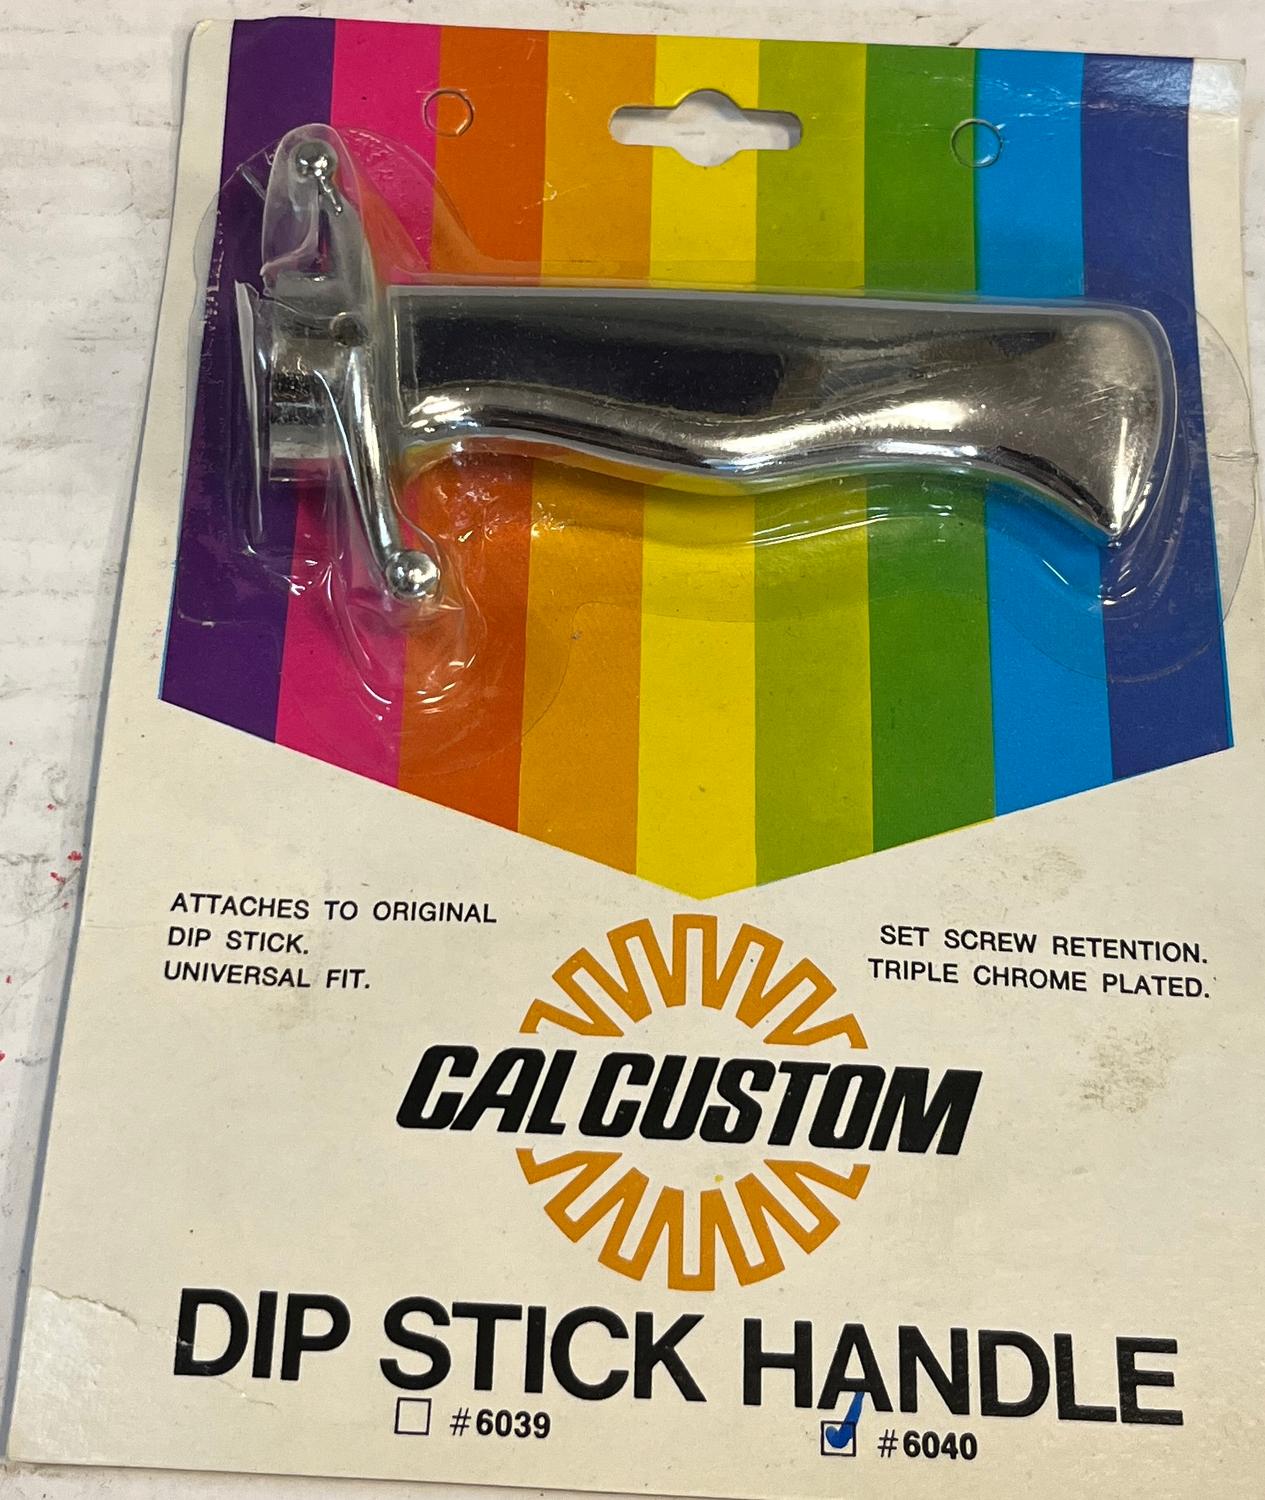 ATTACHES TO ORIGINAL
DIP STICK.
UNIVERSAL FIT.
SET SCREW RETENTION.
TRIPLE CHROME PLATED.
CAL CUSTOM
DIP STICK HANDLE
#6039
#6040